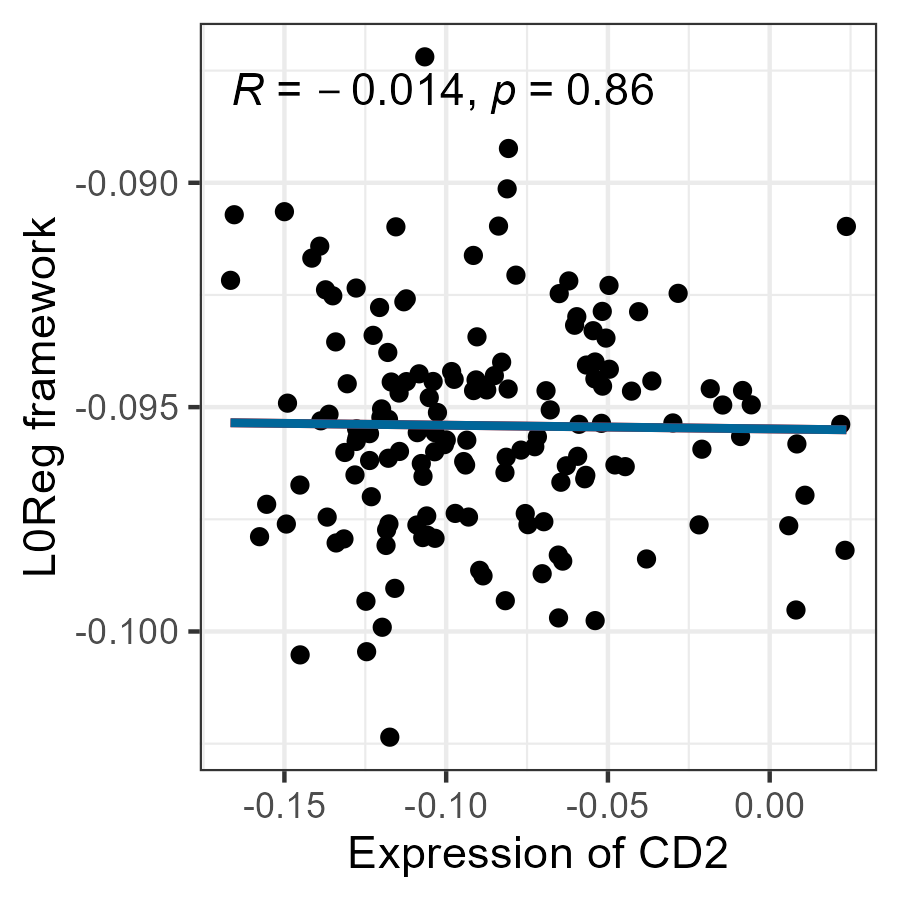 R = − 0.014, p = 0.86
-0.090
-0.095
-0.100
L0Reg framework
-0.15 -0.10 -0.05 0.00
Expression of CD2